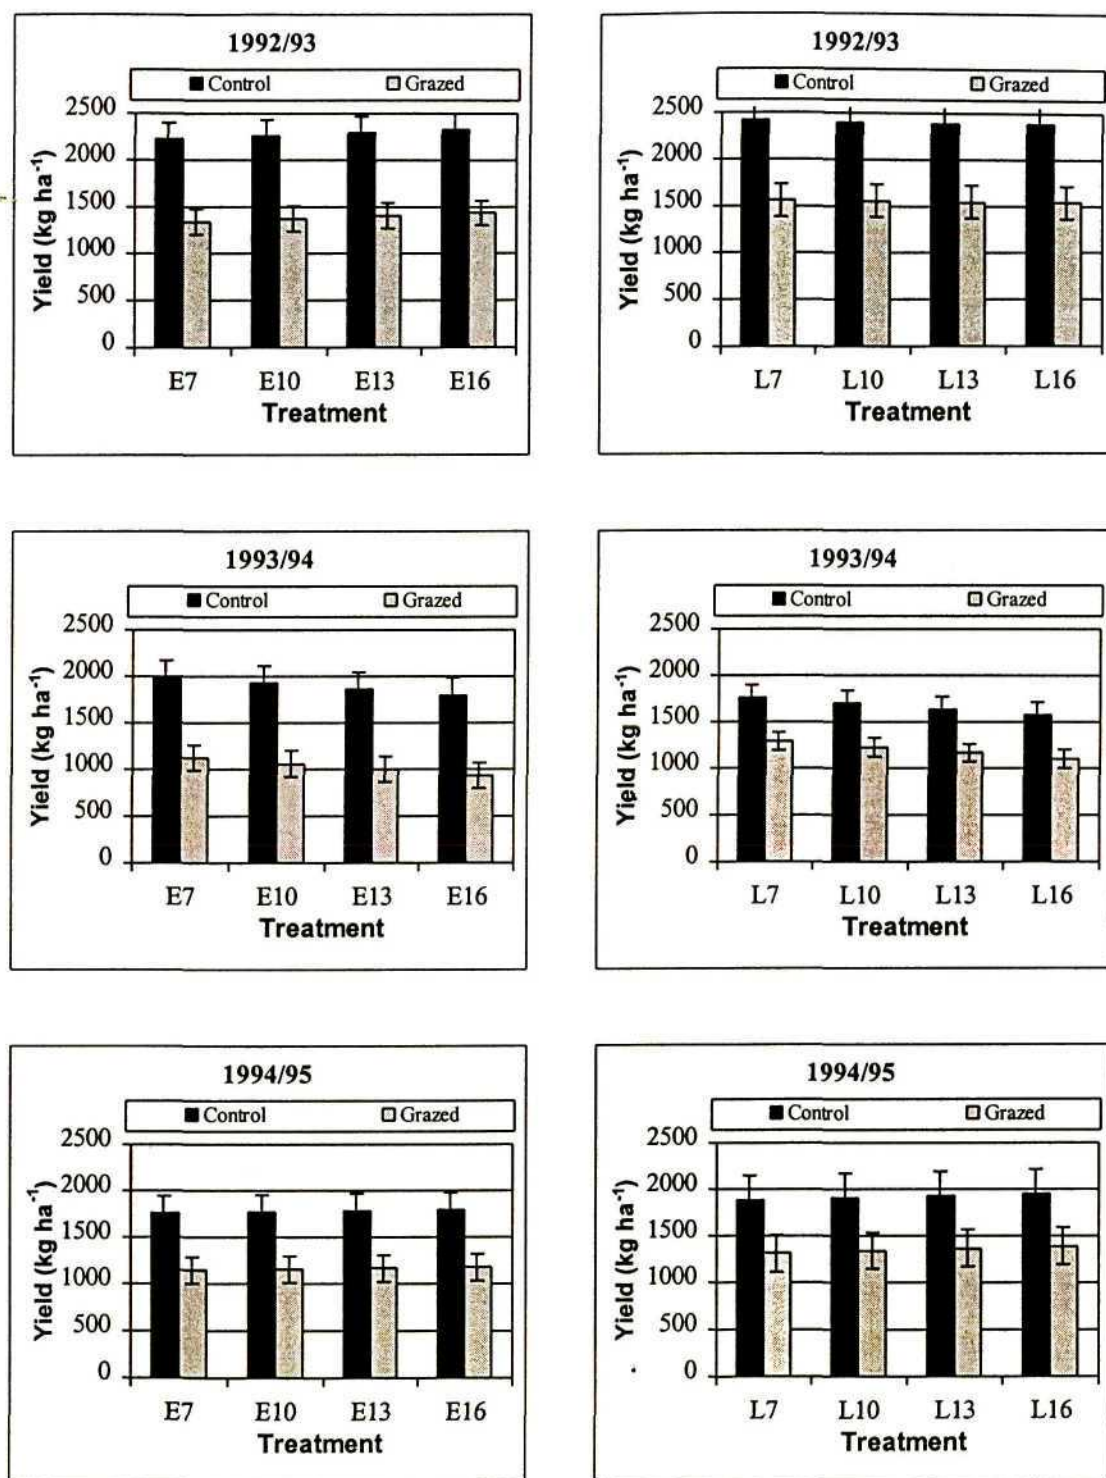 1992/93
Control Grazed
2500
2000
1500
1000
500
0
Yield (kg ha-1)
E7 E10 E13 E16
Treatment
1992/93
Control Grazed
2500
2000
1500
1000
500
0
Yield (kg ha-1)
L7 L10 L13 L16
Treatment
1993/94
Control Grazed
2500
2000
1500
1000
500
0
Yield (kg ha-1)
E7 E10 E13 E16
Treatment
1993/94
Control Grazed
2500
2000
1500
1000
500
0
Yield (kg ha-1)
L7 L10 L13 L16
Treatment
1994/95
Control Grazed
2500
2000
1500
1000
500
0
Yield (kg ha-1)
E7 E10 E13 E16
Treatment
1994/95
Control Grazed
2500
2000
1500
1000
500
0
Yield (kg ha-1)
L7 L10 L13 L16
Treatment